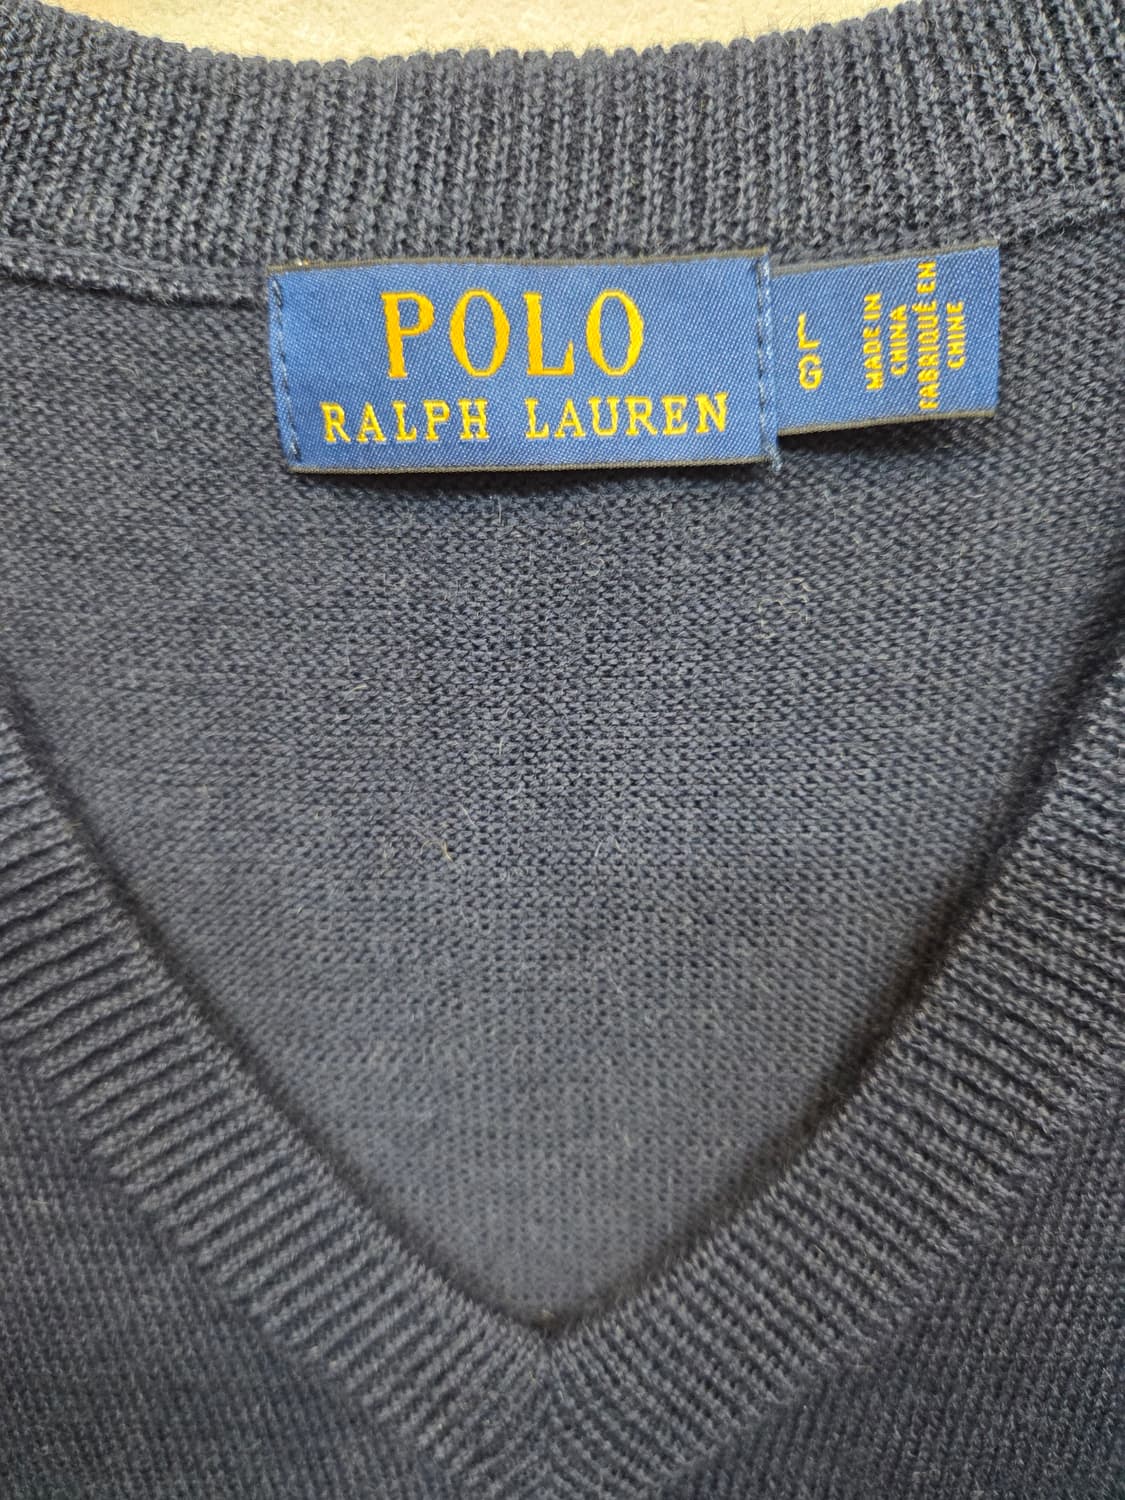 POLO
RALPH LAUREN
L
G
MADE IN
CHINA
FABRIQUÉ EN
CHINE